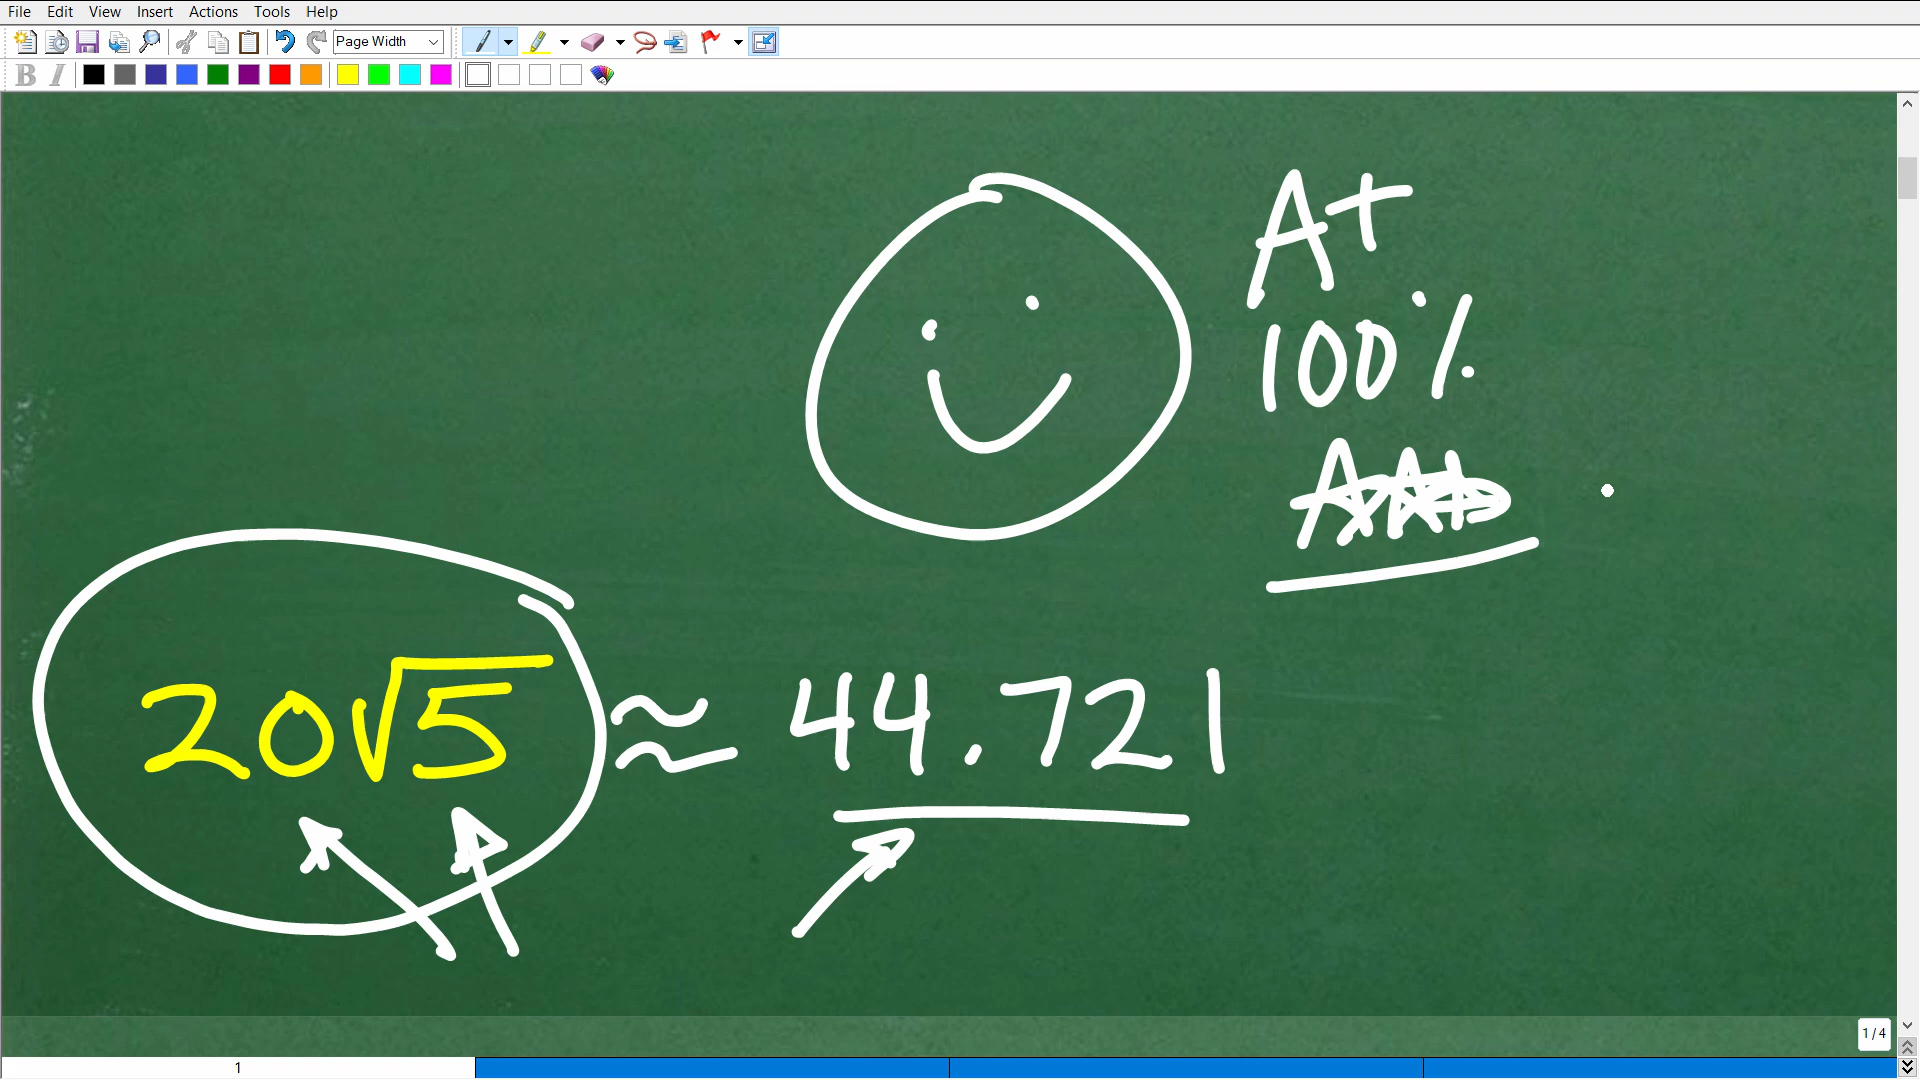 File Edit View Insert Actions Tools Help
Page Width
B I
A+
100%
20√5 ≈ 44.721
1 / 4
1